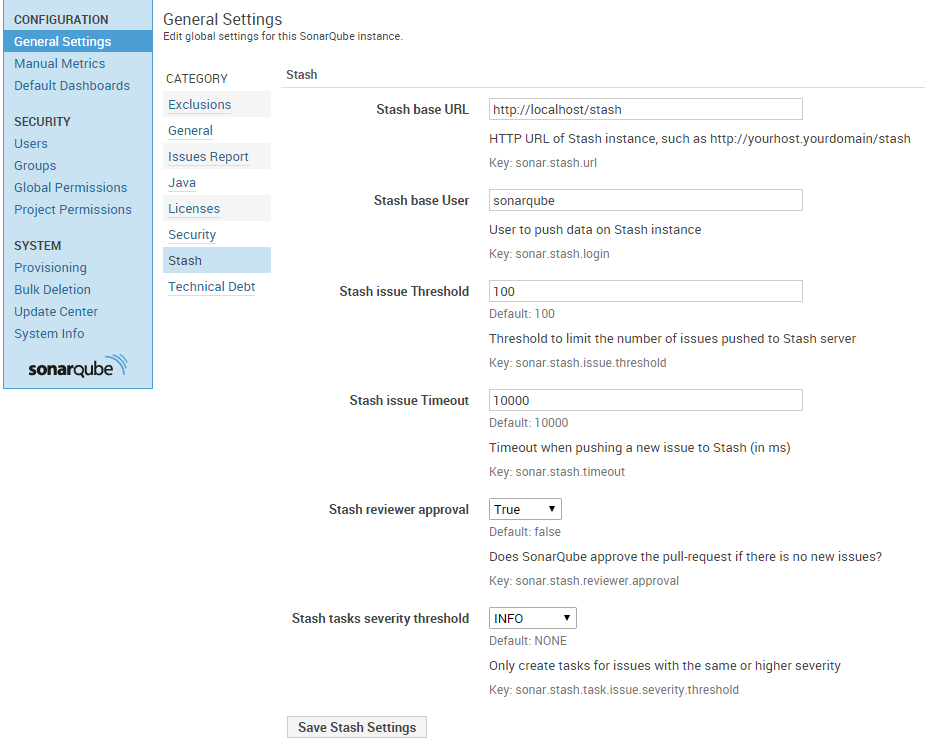 CONFIGURATION
General Settings
Manual Metrics
Default Dashboards
SECURITY
Users
Groups
Global Permissions
Project Permissions
SYSTEM
Provisioning
Bulk Deletion
Update Center
System Info
sonarqube
General Settings
Edit global settings for this SonarQube instance.
CATEGORY
Exclusions
General
Issues Report
Java
Licenses
Security
Stash
Technical Debt
Stash
Stash base URL
http://localhost/stash
HTTP URL of Stash instance, such as http://yourhost.yourdomain/stash
Key: sonar.stash.url
Stash base User
sonarqube
User to push data on Stash instance
Key: sonar.stash.login
Stash issue Threshold
100
Default: 100
Threshold to limit the number of issues pushed to Stash server
Key: sonar.stash.issue.threshold
Stash issue Timeout
10000
Default: 10000
Timeout when pushing a new issue to Stash (in ms)
Key: sonar.stash.timeout
Stash reviewer approval
True
Default: false
Does SonarQube approve the pull-request if there is no new issues?
Key: sonar.stash.reviewer.approval
Stash tasks severity threshold
INFO
Default: NONE
Only create tasks for issues with the same or higher severity
Key: sonar.stash.task.issue.severity.threshold
Save Stash Settings